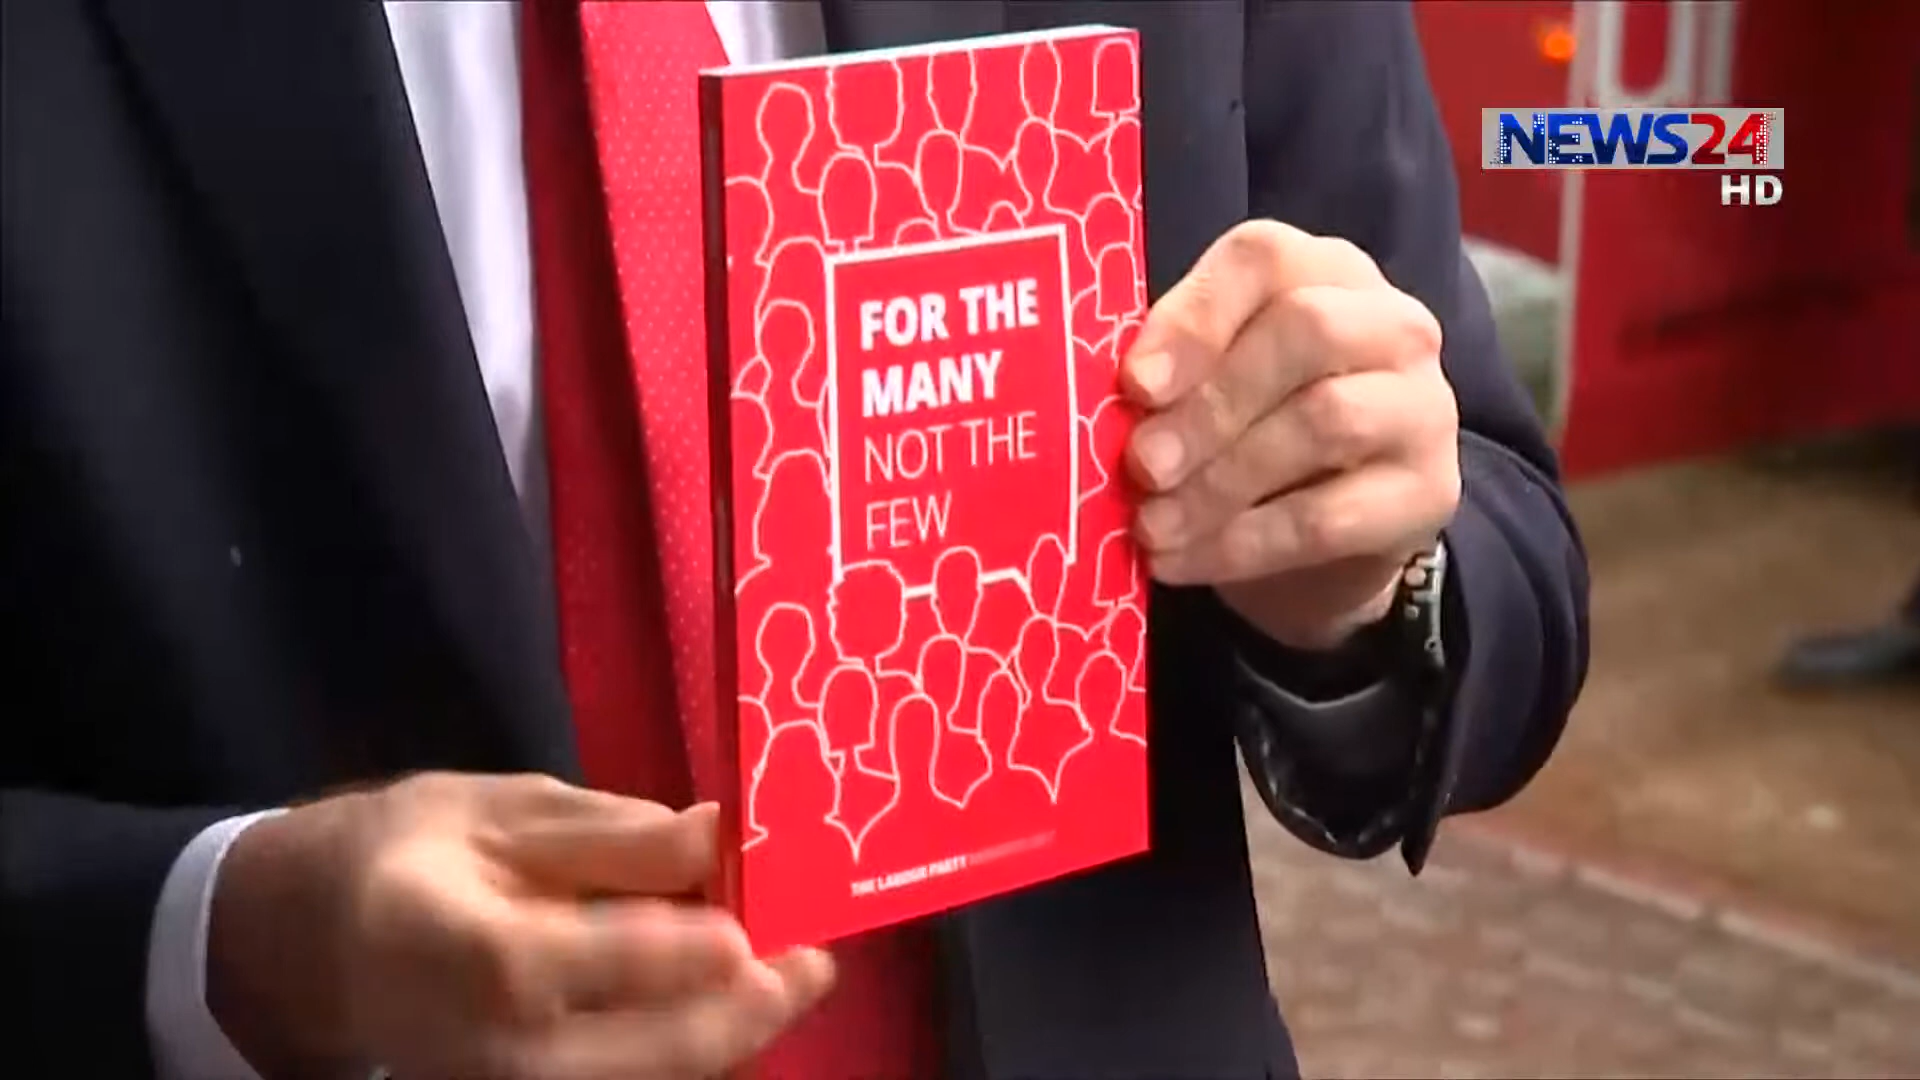 NEWS24
HD
FOR THE
MANY
NOT THE
FEW
THE LABOUR PARTY